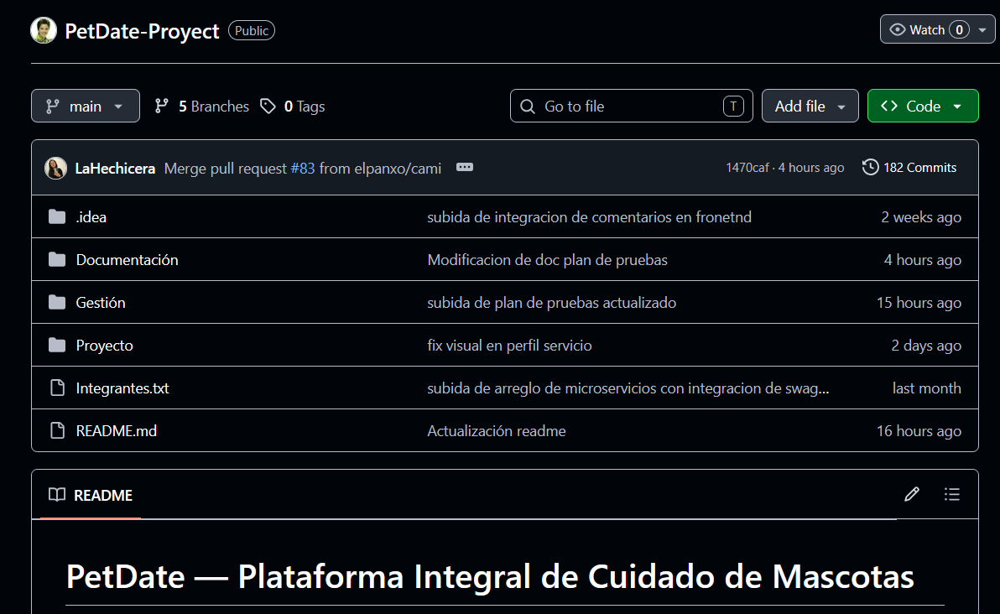 PetDate-Proyect Public Watch 0
main 5 Branches 0 Tags Go to file T Add file Code
LaHechicera Merge pull request #83 from elpanxo/cami 1470caf · 4 hours ago 182 Commits
.idea subida de integracion de comentarios en fronetnd 2 weeks ago
Documentación Modificacion de doc plan de pruebas 4 hours ago
Gestión subida de plan de pruebas actualizado 15 hours ago
Proyecto fix visual en perfil servicio 2 days ago
Integrantes.txt subida de arreglo de microservicios con integracion de swag... last month
README.md Actualización readme 16 hours ago
README
PetDate — Plataforma Integral de Cuidado de Mascotas